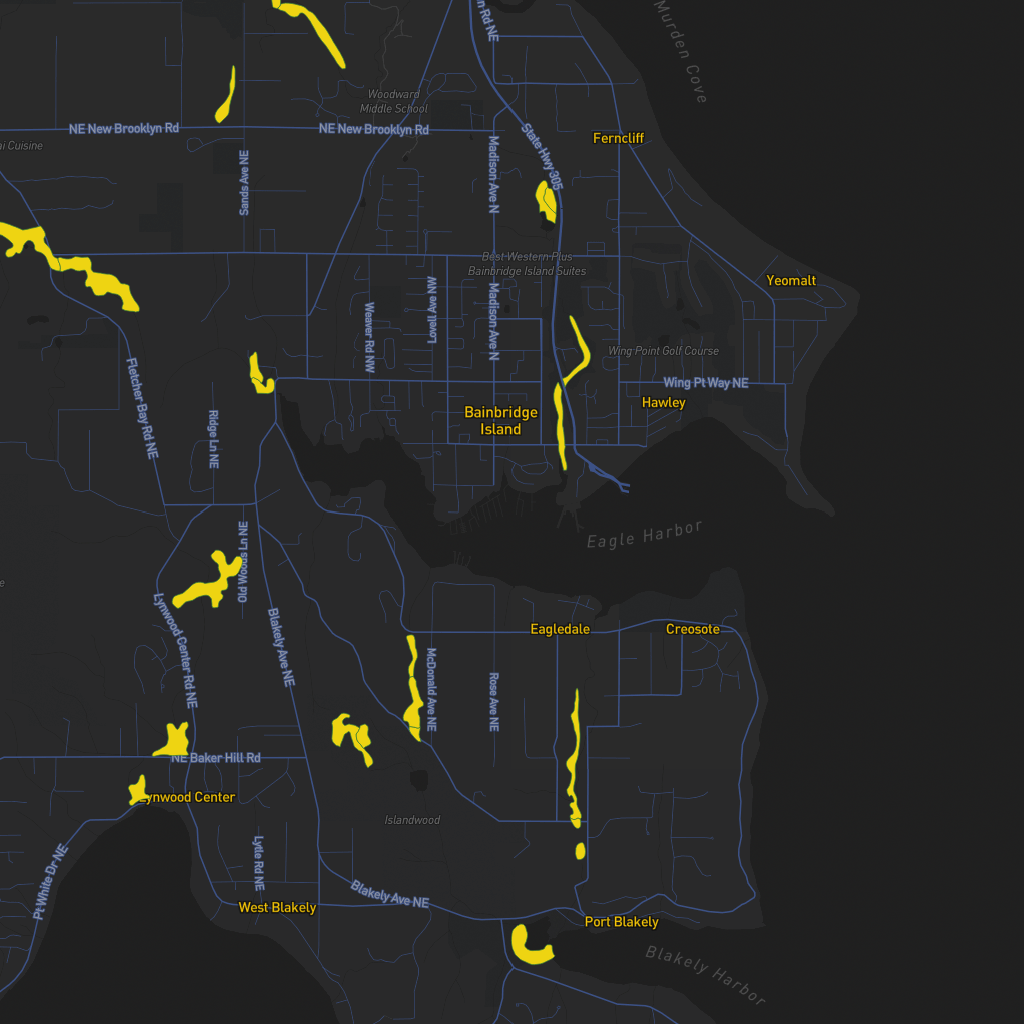 n Rd NE
Murden Cove
Woodward
Middle School
NE New Brooklyn Rd
NE New Brooklyn Rd
State Hwy 305
Ferncliff
ai Cuisine
Sands Ave NE
Madison Ave N
Best Western Plus
Bainbridge Island Suites
Yeomalt
Lovell Ave NW
Madison Ave N
Weaver Rd NW
Wing Point Golf Course
Wing Pt Way NE
Fletcher Bay Rd NE
Hawley
Bainbridge
Island
Ridge Ln NE
Eagle Harbor
Old Woods Ln NE
Lynwood Center Rd NE
Blakely Ave NE
Eagledale
Creosote
McDonald Ave NE
Rose Ave NE
NE Baker Hill Rd
Lynwood Center
Islandwood
Pt White Dr NE
Lytle Rd NE
Blakely Ave NE
West Blakely
Port Blakely
Blakely Harbor